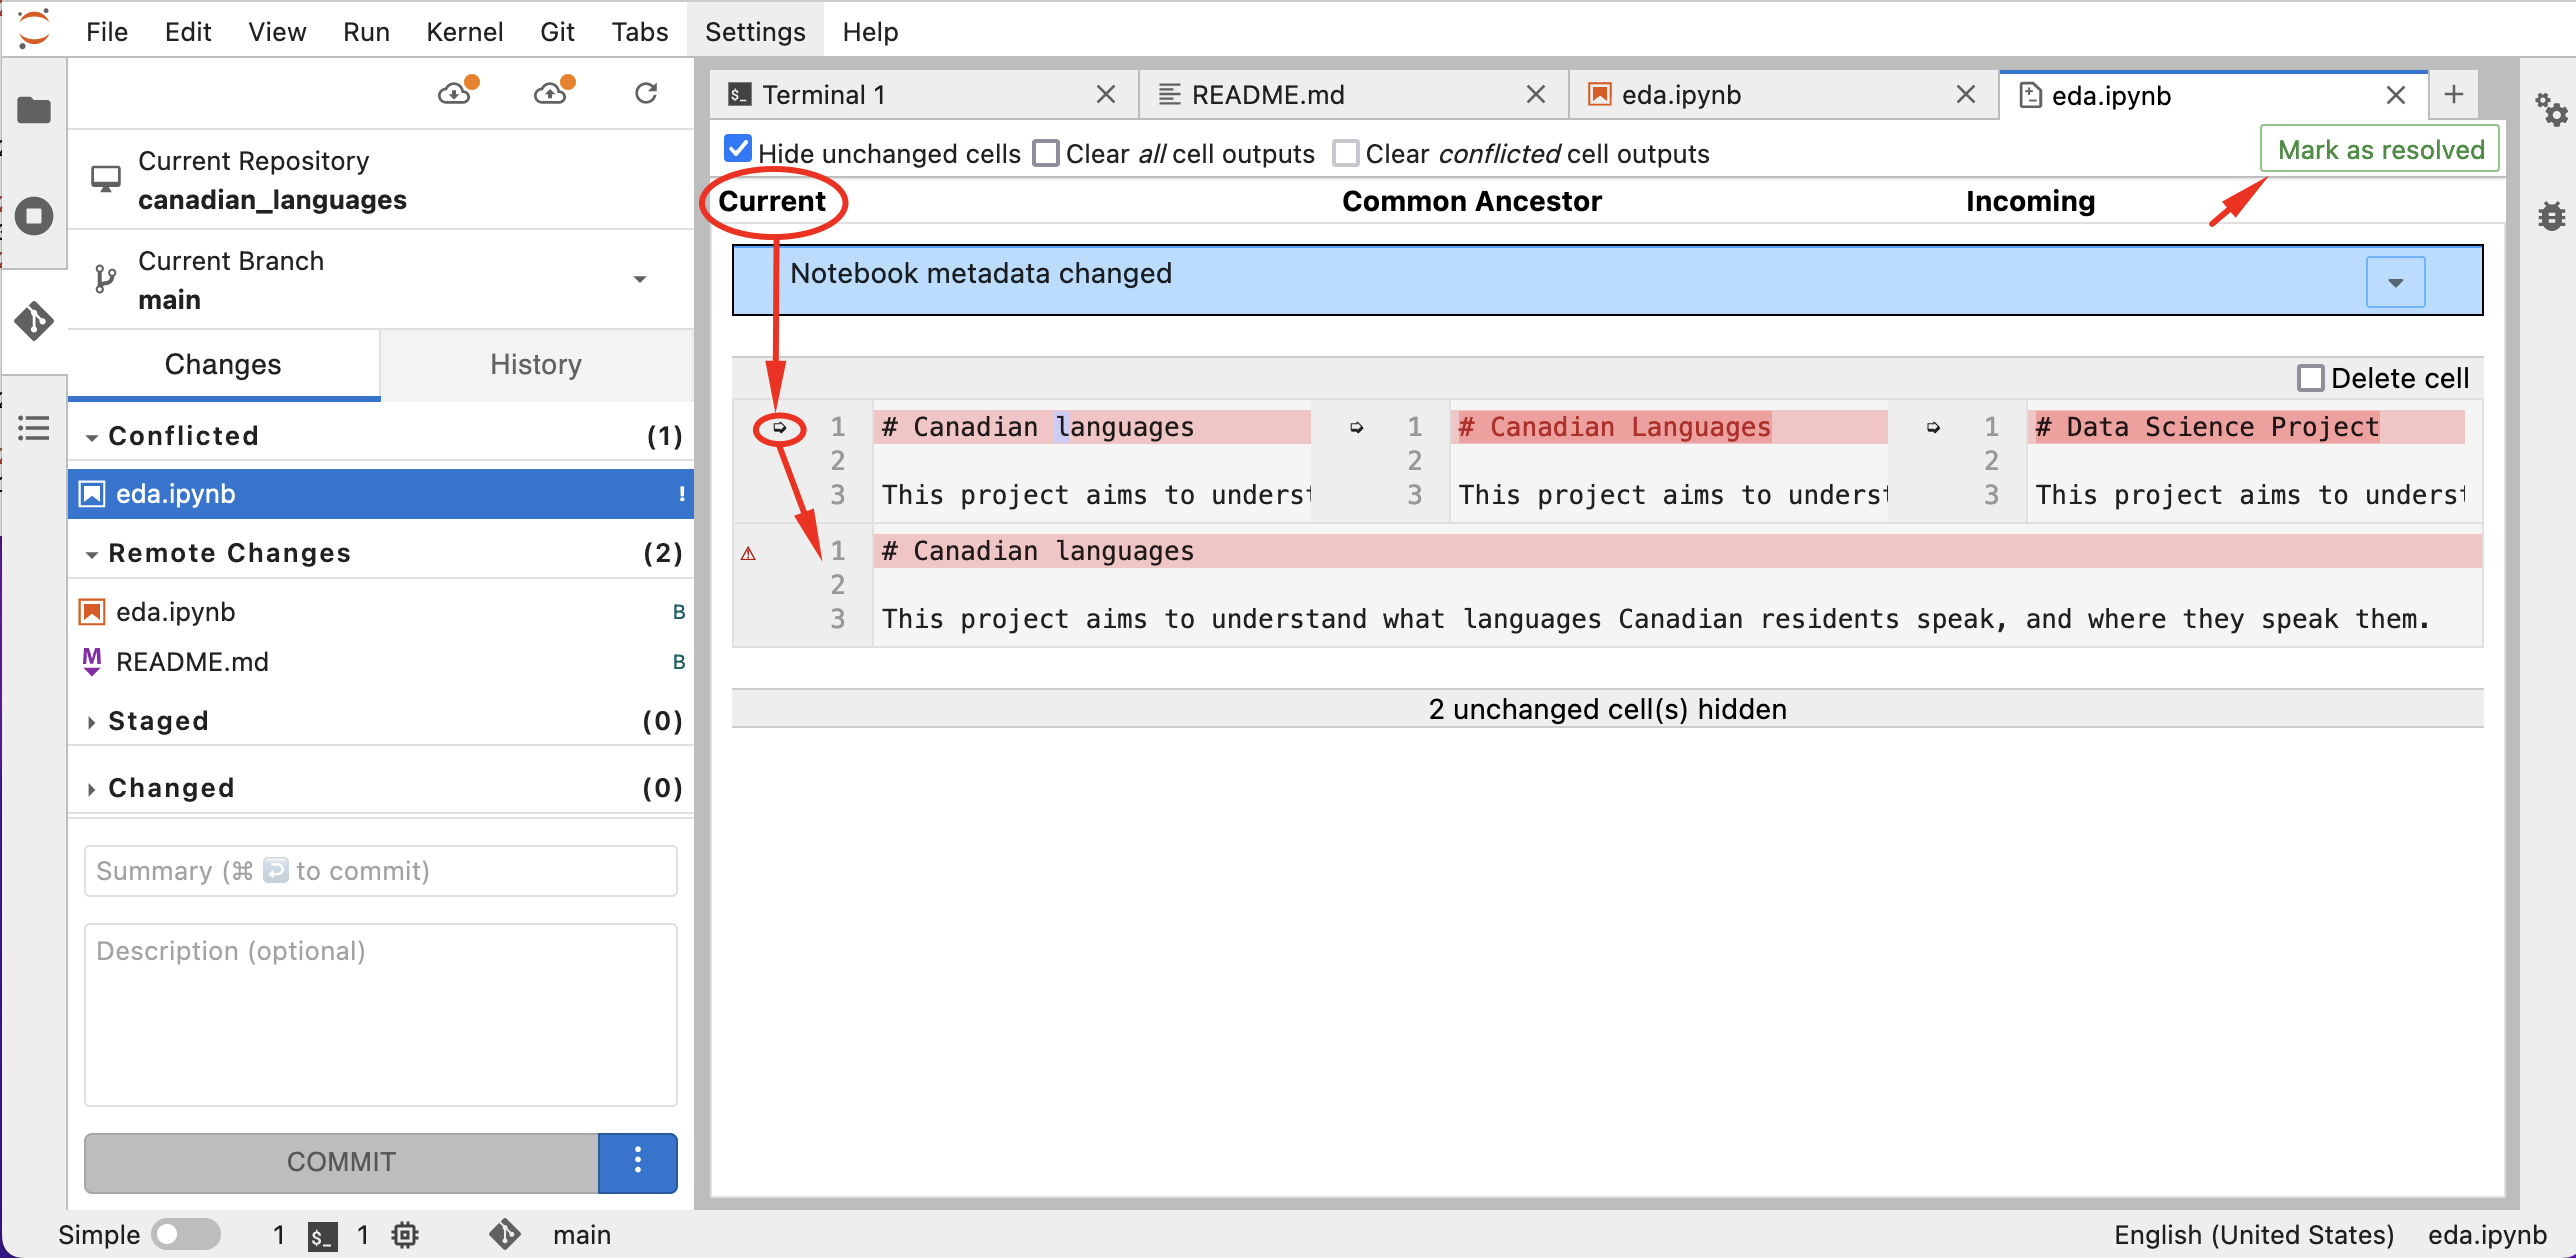 File Edit View Run Kernel Git Tabs Settings Help
Terminal 1 README.md eda.ipynb eda.ipynb
Hide unchanged cells Clear all cell outputs Clear conflicted cell outputs
Mark as resolved
Current Repository
canadian_languages
Current Branch
main
Changes History
Conflicted (1)
eda.ipynb !
Remote Changes (2)
eda.ipynb B
README.md B
Staged (0)
Changed (0)
Summary (⌘ to commit)
Description (optional)
COMMIT
Current Common Ancestor Incoming
Notebook metadata changed
Delete cell
1 # Canadian languages 1 # Canadian Languages 1 # Data Science Project
2 2 2
3 This project aims to underst 3 This project aims to underst 3 This project aims to underst
1 # Canadian languages
2
3 This project aims to understand what languages Canadian residents speak, and where they speak them.
2 unchanged cell(s) hidden
Simple 1 $_ 1 main English (United States) eda.ipynb